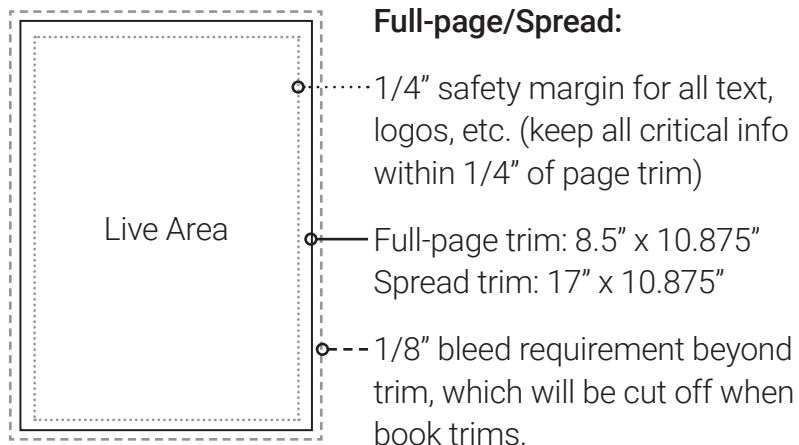 Full-page/Spread:
1/4” safety margin for all text,
logos, etc. (keep all critical info
within 1/4” of page trim)
Live Area
Full-page trim: 8.5” x 10.875”
Spread trim: 17” x 10.875”
1/8” bleed requirement beyond
trim, which will be cut off when
book trims.